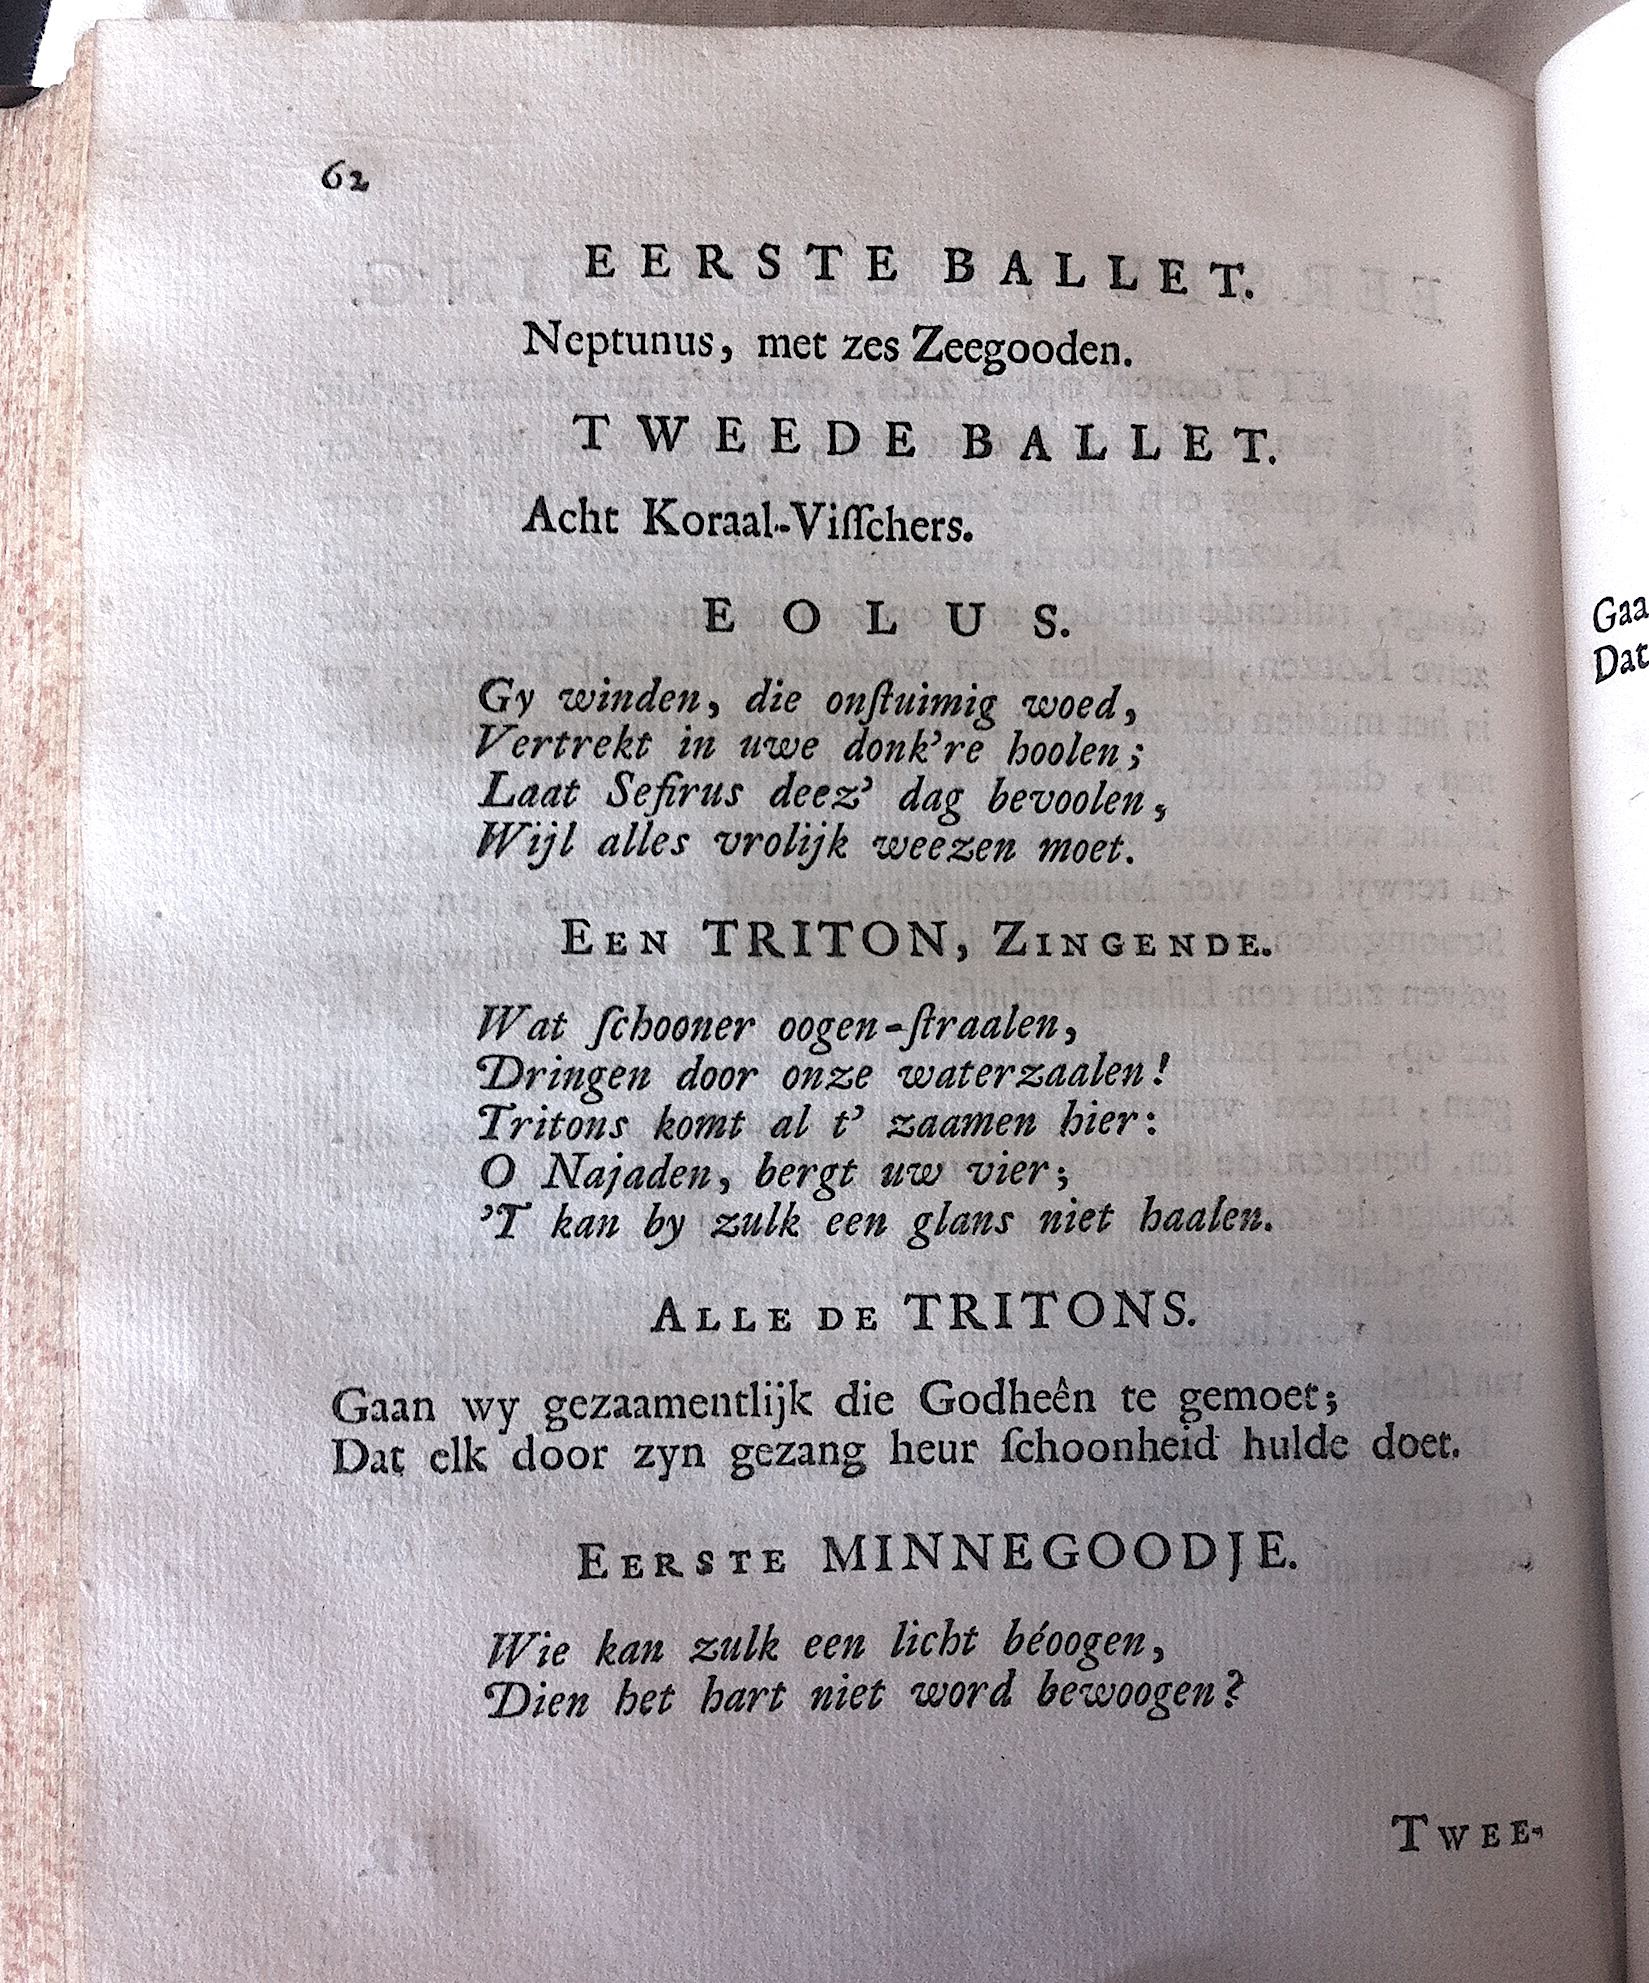 62
EERSTE BALLET.
Neptunus, met zes Zeegooden.
TWEEDE BALLET.
Acht Koraal-Viſſchers.
EOLUS.
Gy winden, die onſtuimig woed,
Vertrekt in uwe donk’re hoolen;
Laat Sefirus deez’ dag bevoolen,
Wijl alles vrolijk weezen moet.
EEN TRITON, ZINGENDE.
Wat ſchooner oogen-ſtraalen,
Dringen door onze waterzaalen!
Tritons komt al t’ zaamen hier:
O Najaden, bergt uw vier;
’T kan by zulk een glans niet haalen.
ALLE DE TRITONS.
Gaan wy gezaamentlijk die Godheên te gemoet;
Dat elk door zyn gezang heur ſchoonheid hulde doet.
EERSTE MINNEGOODJE.
Wie kan zulk een licht béoogen,
Dien het hart niet word bewoogen?
TWEE-
Gaa
Dat